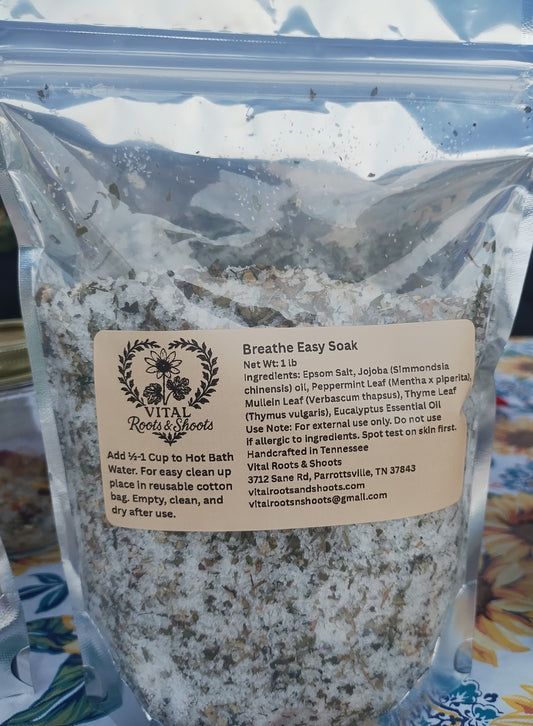 VITAL
Roots & Shoots
Add ½-1 Cup to Hot Bath
Water. For easy clean up
place in reusable cotton
bag. Empty, clean, and
dry after use.
Breathe Easy Soak
Net Wt: 1 lb
Ingredients: Epsom Salt, Jojoba (Simmondsia
chinensis) oil, Peppermint Leaf (Mentha x piperita),
Mullein Leaf (Verbascum thapsus), Thyme Leaf
(Thymus vulgaris), Eucalyptus Essential Oil
Use Note: For external use only. Do not use
if allergic to ingredients. Spot test on skin first.
Handcrafted in Tennessee
Vital Roots & Shoots
3712 Sane Rd, Parrottsville, TN 37843
vitalrootsandshoots.com
vitalrootsnshoots@gmail.com